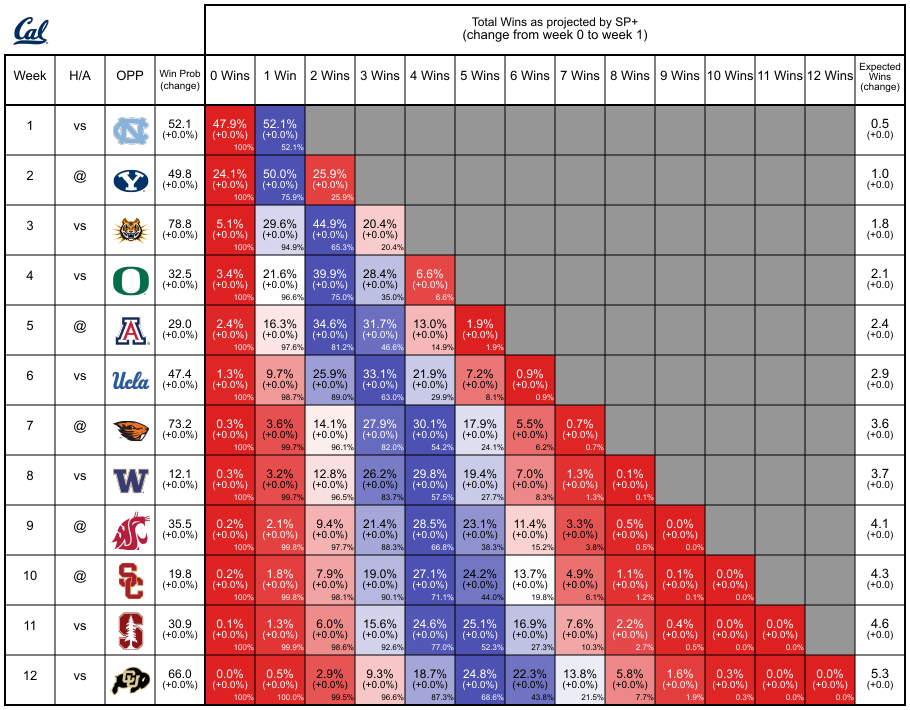 Cal
Total Wins as projected by SP+
(change from week 0 to week 1)
Week H/A OPP Win Prob (change) 0 Wins 1 Win 2 Wins 3 Wins 4 Wins 5 Wins 6 Wins 7 Wins 8 Wins 9 Wins 10 Wins 11 Wins 12 Wins Expected Wins (change)
1 vs NC 52.1 47.9% 52.1% 0.5
(+0.0%) (+0.0%) (+0.0%) (+0.0)
100% 52.1%
2 @ Y 49.8 24.1% 50.0% 25.9% 1.0
(+0.0%) (+0.0%) (+0.0%) (+0.0%) (+0.0)
100% 75.9% 25.9%
3 vs 78.8 5.1% 29.6% 44.9% 20.4% 1.8
(+0.0%) (+0.0%) (+0.0%) (+0.0%) (+0.0%) (+0.0)
100% 94.9% 65.3% 20.4%
4 vs O 32.5 3.4% 21.6% 39.9% 28.4% 6.6% 2.1
(+0.0%) (+0.0%) (+0.0%) (+0.0%) (+0.0%) (+0.0%) (+0.0)
100% 96.6% 75.0% 35.0% 6.6%
5 @ A 29.0 2.4% 16.3% 34.6% 31.7% 13.0% 1.9% 2.4
(+0.0%) (+0.0%) (+0.0%) (+0.0%) (+0.0%) (+0.0%) (+0.0%) (+0.0)
100% 97.6% 81.2% 46.6% 14.9% 1.9%
6 vs Ucla 47.4 1.3% 9.7% 25.9% 33.1% 21.9% 7.2% 0.9% 2.9
(+0.0%) (+0.0%) (+0.0%) (+0.0%) (+0.0%) (+0.0%) (+0.0%) (+0.0%) (+0.0)
100% 98.7% 89.0% 63.0% 29.9% 8.1% 0.9%
7 @ 73.2 0.3% 3.6% 14.1% 27.9% 30.1% 17.9% 5.5% 0.7% 3.6
(+0.0%) (+0.0%) (+0.0%) (+0.0%) (+0.0%) (+0.0%) (+0.0%) (+0.0%) (+0.0%) (+0.0)
100% 99.7% 96.1% 82.0% 54.2% 24.1% 6.2% 0.7%
8 vs W 12.1 0.3% 3.2% 12.8% 26.2% 29.8% 19.4% 7.0% 1.3% 0.1% 3.7
(+0.0%) (+0.0%) (+0.0%) (+0.0%) (+0.0%) (+0.0%) (+0.0%) (+0.0%) (+0.0%) (+0.0%) (+0.0)
100% 99.7% 96.5% 83.7% 57.5% 27.7% 8.3% 1.3% 0.1%
9 @ 35.5 0.2% 2.1% 9.4% 21.4% 28.5% 23.1% 11.4% 3.3% 0.5% 0.0% 4.1
(+0.0%) (+0.0%) (+0.0%) (+0.0%) (+0.0%) (+0.0%) (+0.0%) (+0.0%) (+0.0%) (+0.0%) (+0.0%) (+0.0)
100% 99.8% 97.7% 88.3% 66.8% 38.3% 15.2% 3.8% 0.5% 0.0%
10 @ SC 19.8 0.2% 1.8% 7.9% 19.0% 27.1% 24.2% 13.7% 4.9% 1.1% 0.1% 0.0% 4.3
(+0.0%) (+0.0%) (+0.0%) (+0.0%) (+0.0%) (+0.0%) (+0.0%) (+0.0%) (+0.0%) (+0.0%) (+0.0%) (+0.0%) (+0.0)
100% 99.8% 98.1% 90.1% 71.1% 44.0% 19.8% 6.1% 1.2% 0.1% 0.0%
11 vs S 30.9 0.1% 1.3% 6.0% 15.6% 24.6% 25.1% 16.9% 7.6% 2.2% 0.4% 0.0% 0.0% 4.6
(+0.0%) (+0.0%) (+0.0%) (+0.0%) (+0.0%) (+0.0%) (+0.0%) (+0.0%) (+0.0%) (+0.0%) (+0.0%) (+0.0%) (+0.0%) (+0.0)
100% 99.9% 98.6% 92.6% 77.0% 52.3% 27.3% 10.3% 2.7% 0.5% 0.0% 0.0%
12 vs CU 66.0 0.0% 0.5% 2.9% 9.3% 18.7% 24.8% 22.3% 13.8% 5.8% 1.6% 0.3% 0.0% 0.0% 5.3
(+0.0%) (+0.0%) (+0.0%) (+0.0%) (+0.0%) (+0.0%) (+0.0%) (+0.0%) (+0.0%) (+0.0%) (+0.0%) (+0.0%) (+0.0%) (+0.0%) (+0.0)
100% 100.0% 99.5% 96.6% 87.3% 68.6% 43.8% 21.5% 7.7% 1.9% 0.3% 0.0% 0.0%